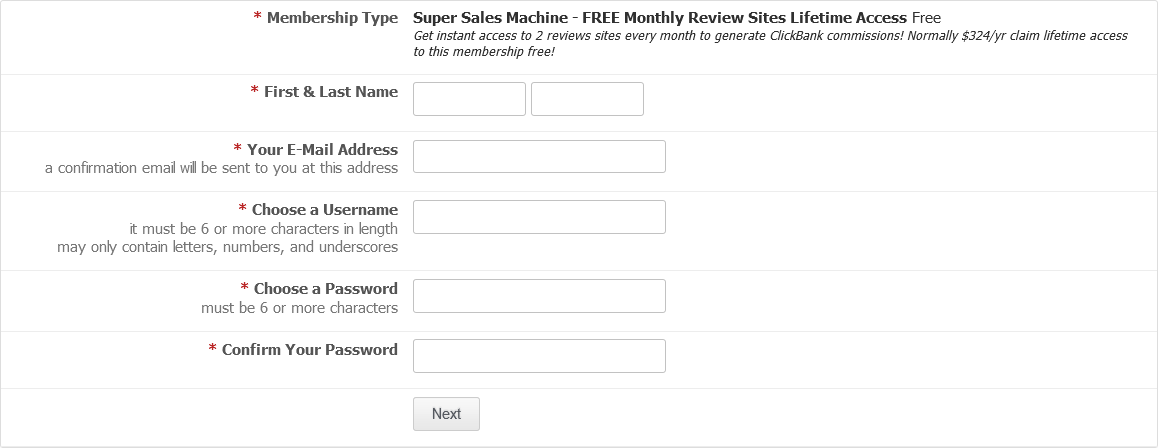 * Membership Type Super Sales Machine - FREE Monthly Review Sites Lifetime Access Free
Get instant access to 2 reviews sites every month to generate ClickBank commissions! Normally $324/yr claim lifetime access
to this membership free!
* First & Last Name
* Your E-Mail Address
a confirmation email will be sent to you at this address
* Choose a Username
it must be 6 or more characters in length
may only contain letters, numbers, and underscores
* Choose a Password
must be 6 or more characters
* Confirm Your Password
Next